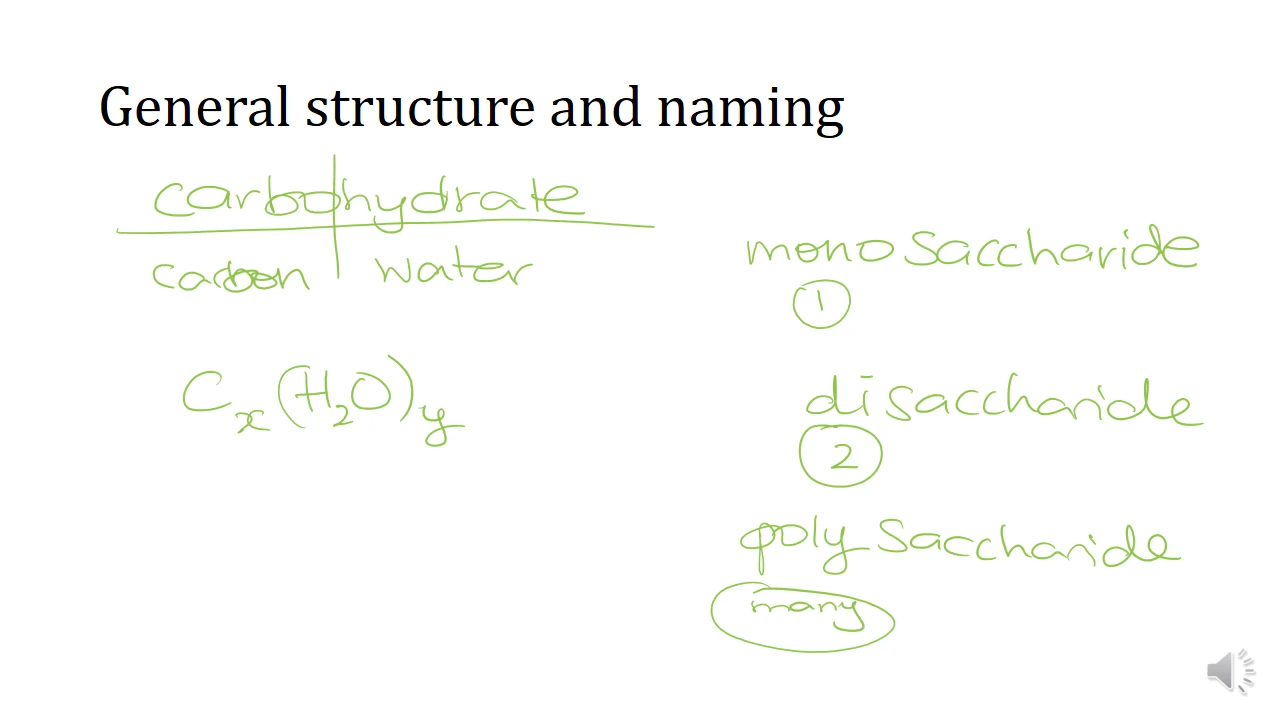 General structure and naming
carbohydrate
carbon water
Cx(H2O)y
monosaccharide
1
disaccharide
2
polysaccharide
many